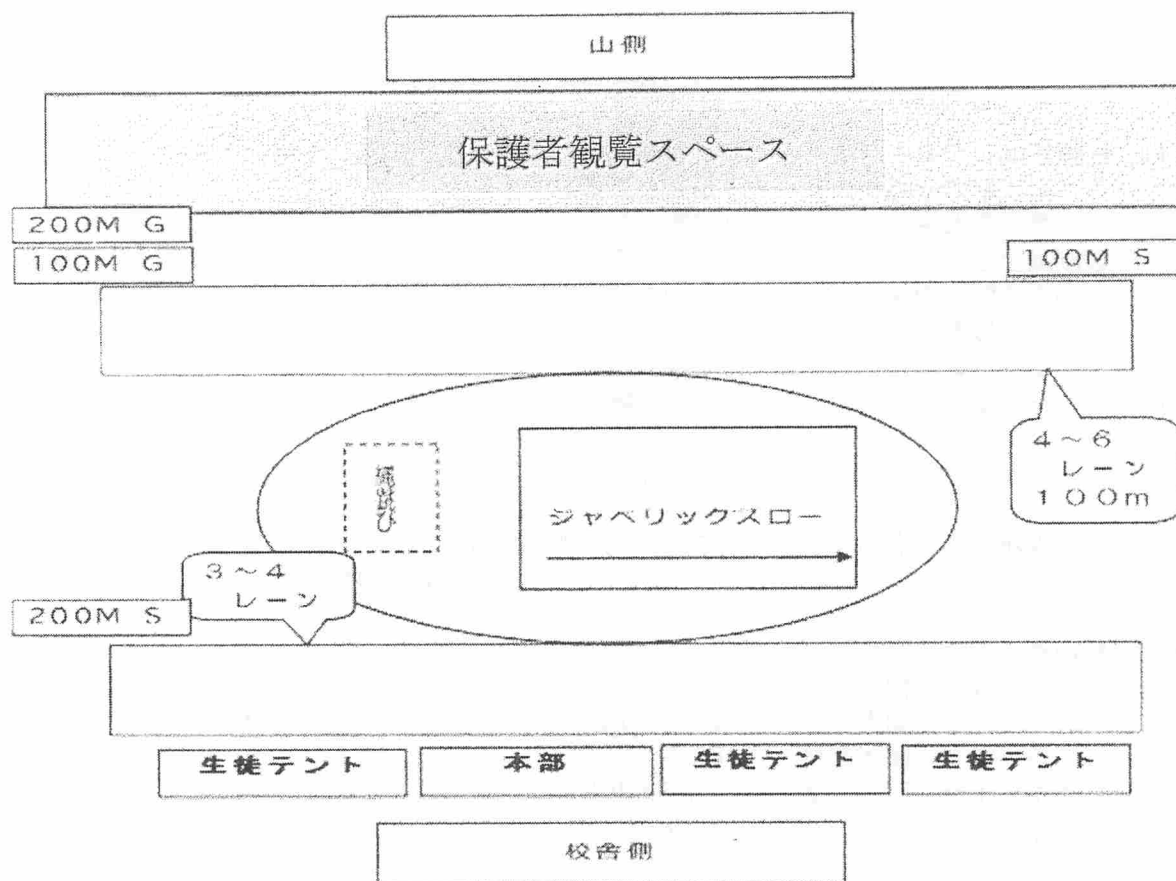 山側
保護者観覧スペース
200M G
100M G
100M S
4～6
レーン
100m
ジャベリックスロー
3～4
レーン
200M S
生徒テント
本部
生徒テント
生徒テント
校舎側